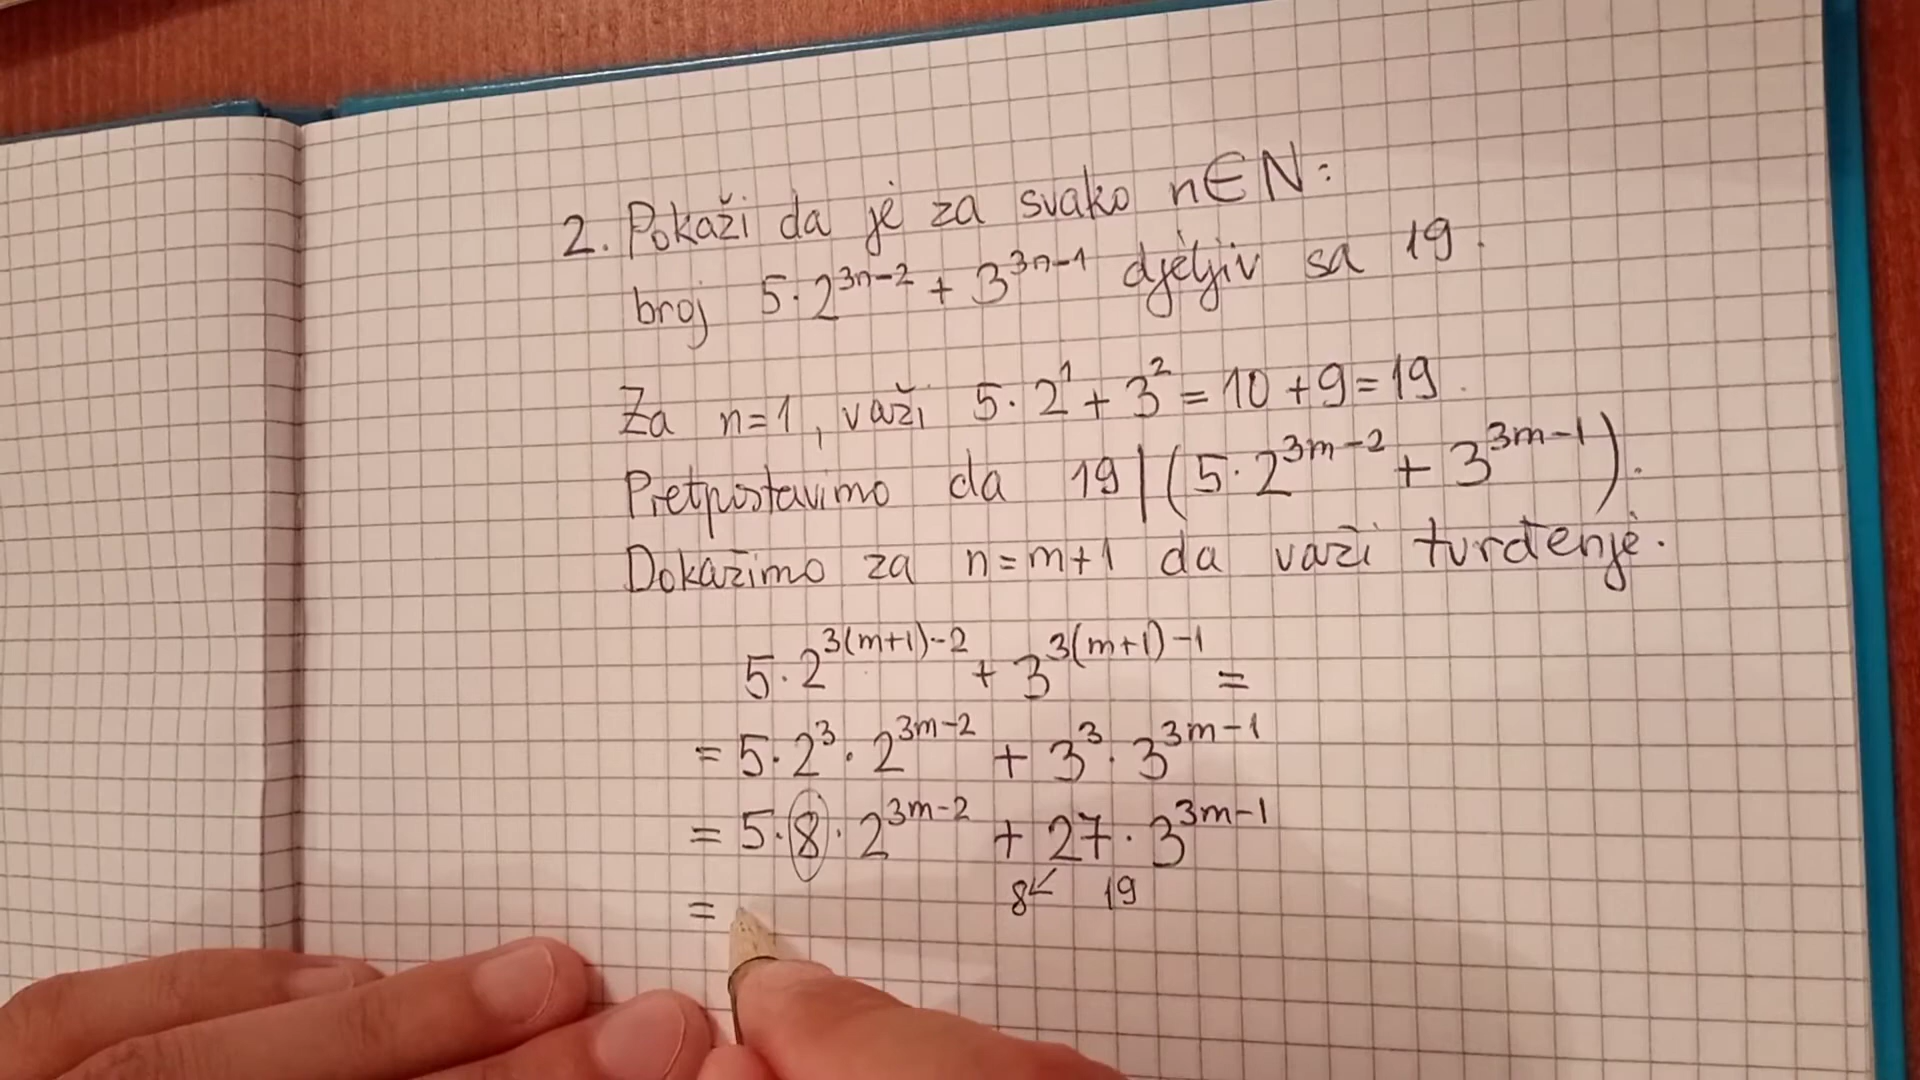 2. Pokaži da je za svako n∈N:
broj 5·2^{3n-2} + 3^{3n-1} djeljiv sa 19.
Za n=1, važi 5·2^1 + 3^2 = 10 + 9 = 19.
Pretpostavimo da 19 | (5·2^{3m-2} + 3^{3m-1}).
Dokažimo za n=m+1 da važi tvrđenje.
5·2^{3(m+1)-2} + 3^{3(m+1)-1} =
= 5·2^3·2^{3m-2} + 3^3·3^{3m-1}
= 5·8·2^{3m-2} + 27·3^{3m-1}
8 19
=